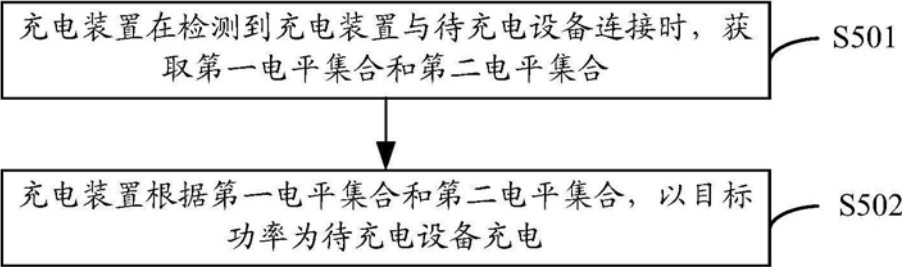 充电装置在检测到充电装置与待充电设备连接时，获
取第一电平集合和第二电平集合
S501
充电装置根据第一电平集合和第二电平集合，以目标
功率为待充电设备充电
S502